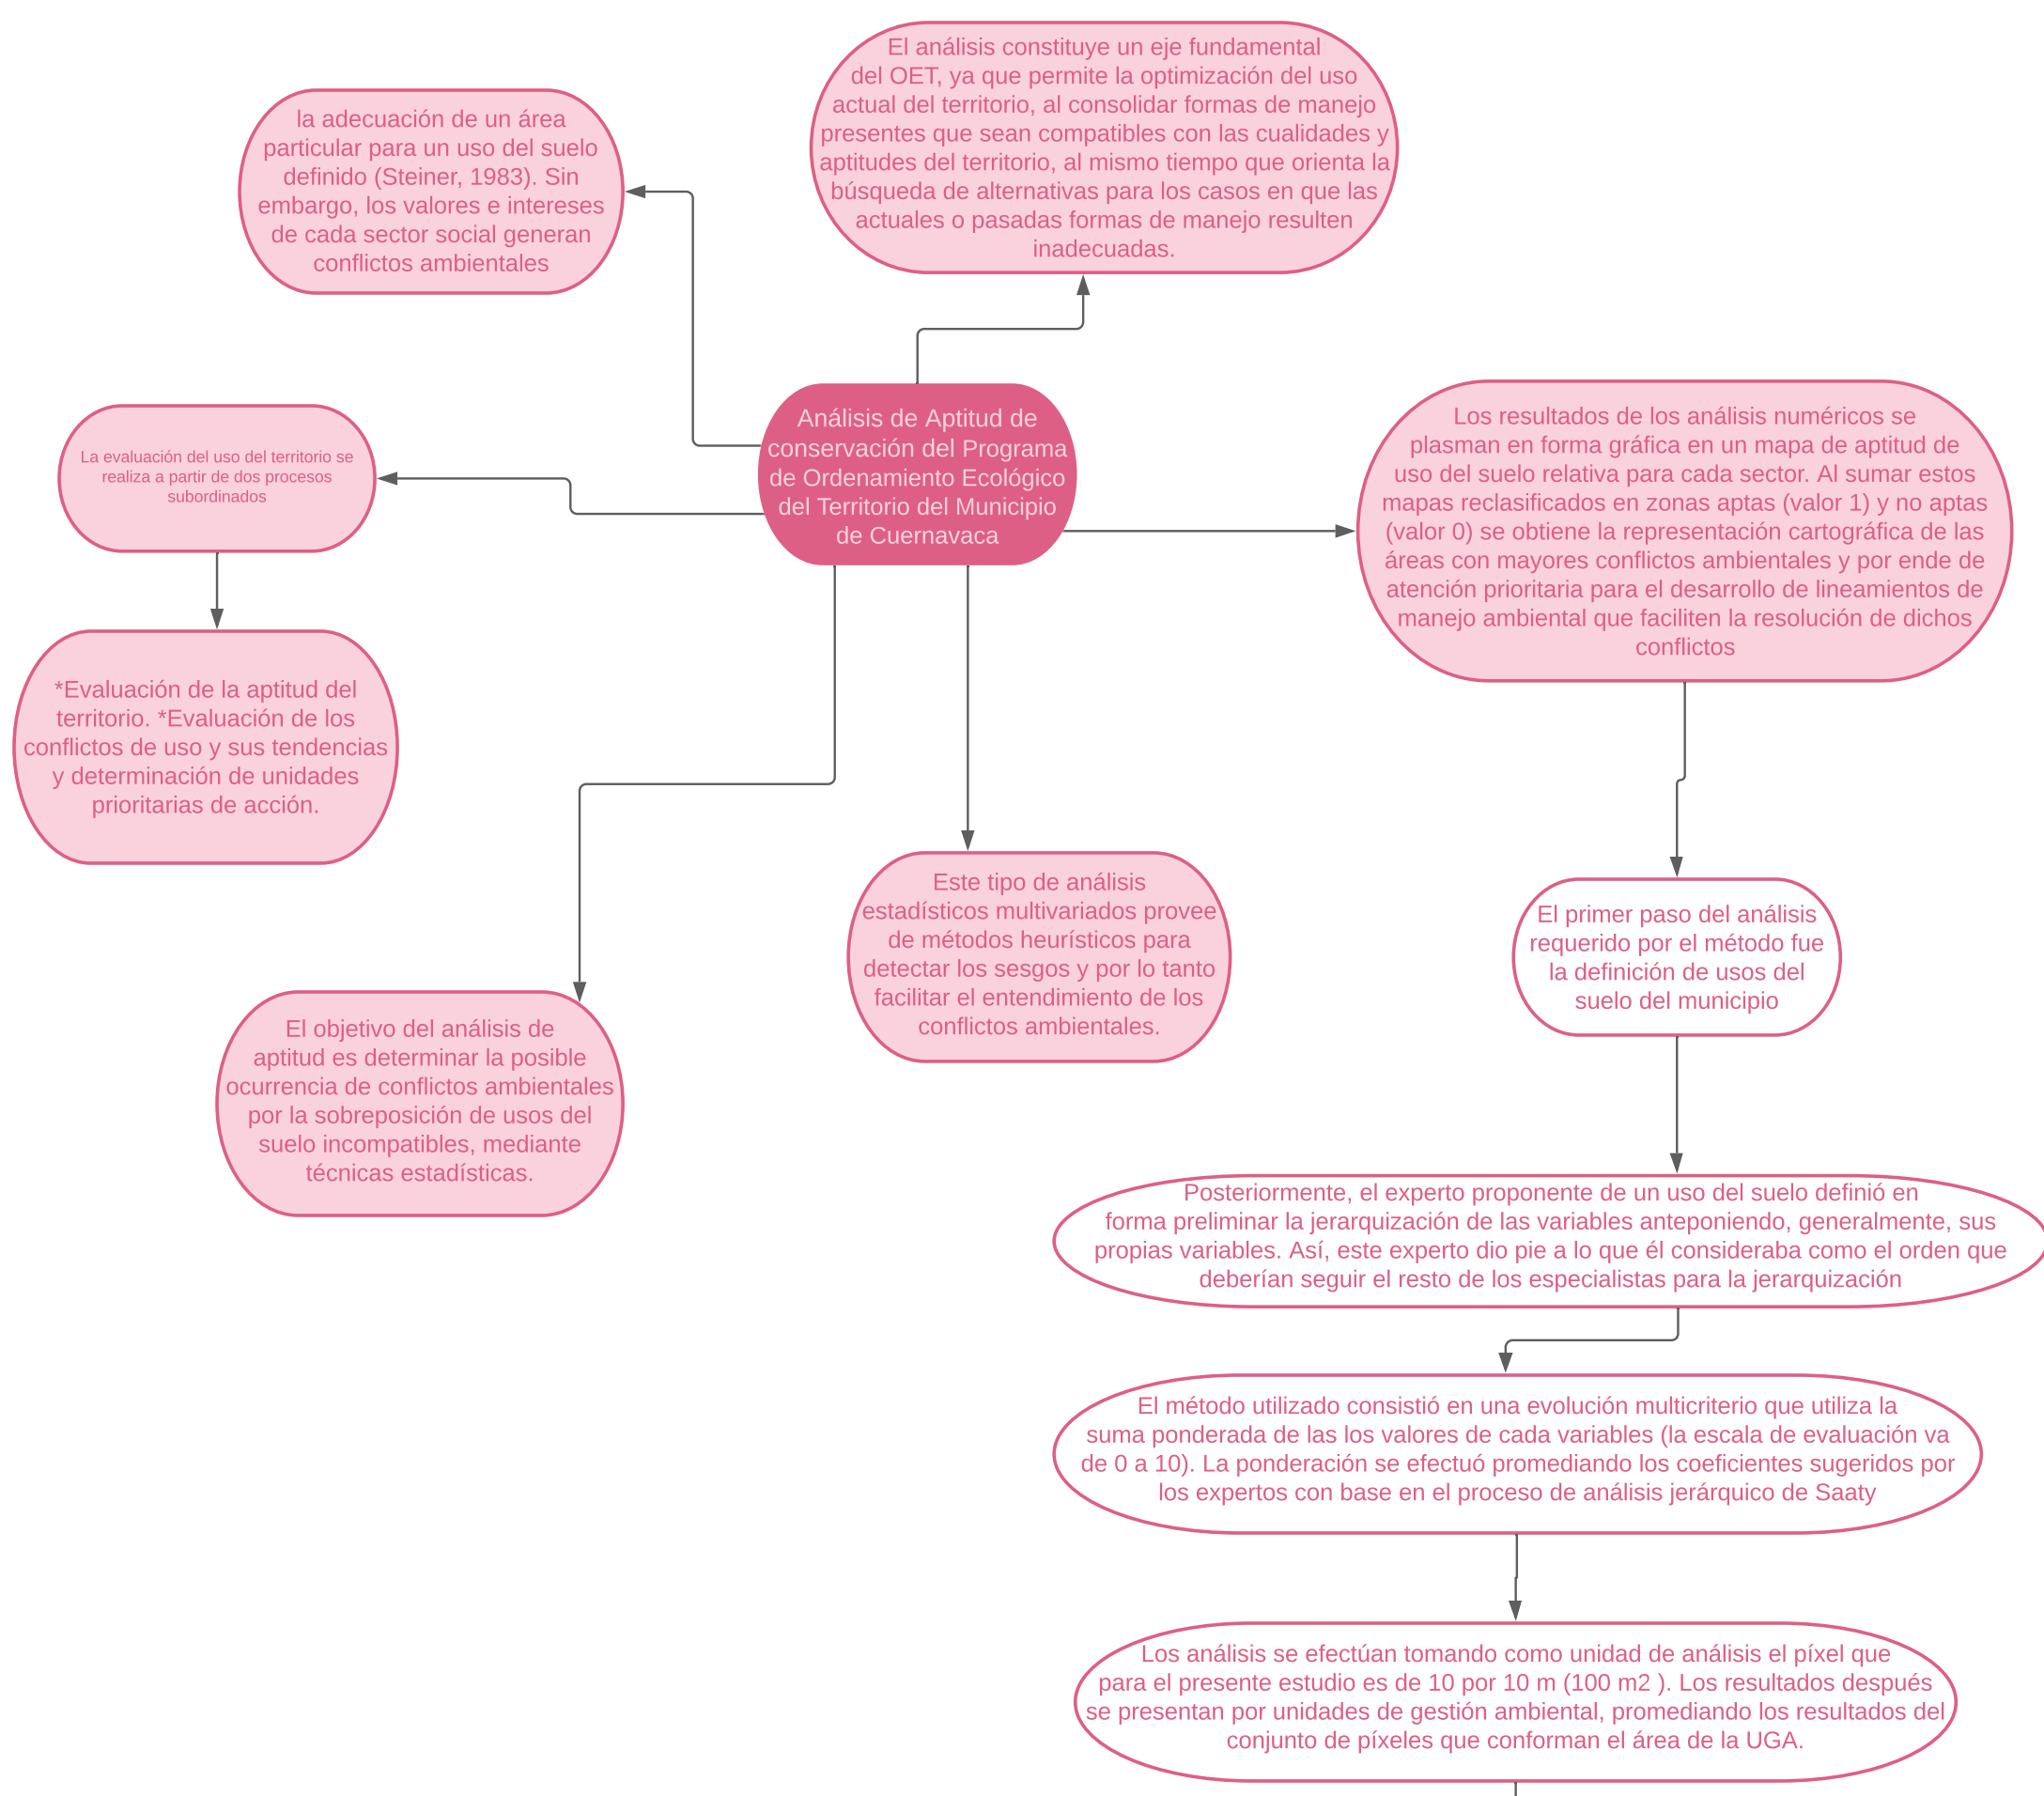 El análisis constituye un eje fundamental
del OET, ya que permite la optimización del uso
actual del territorio, al consolidar formas de manejo
presentes que sean compatibles con las cualidades y
aptitudes del territorio, al mismo tiempo que orienta la
búsqueda de alternativas para los casos en que las
actuales o pasadas formas de manejo resulten
inadecuadas.
la adecuación de un área
particular para un uso del suelo
definido (Steiner, 1983). Sin
embargo, los valores e intereses
de cada sector social generan
conflictos ambientales
Análisis de Aptitud de
conservación del Programa
de Ordenamiento Ecológico
del Territorio del Municipio
de Cuernavaca
La evaluación del uso del territorio se
realiza a partir de dos procesos
subordinados
Los resultados de los análisis numéricos se
plasman en forma gráfica en un mapa de aptitud de
uso del suelo relativa para cada sector. Al sumar estos
mapas reclasificados en zonas aptas (valor 1) y no aptas
(valor 0) se obtiene la representación cartográfica de las
áreas con mayores conflictos ambientales y por ende de
atención prioritaria para el desarrollo de lineamientos de
manejo ambiental que faciliten la resolución de dichos
conflictos
*Evaluación de la aptitud del
territorio. *Evaluación de los
conflictos de uso y sus tendencias
y determinación de unidades
prioritarias de acción.
Este tipo de análisis
estadísticos multivariados provee
de métodos heurísticos para
detectar los sesgos y por lo tanto
facilitar el entendimiento de los
conflictos ambientales.
El primer paso del análisis
requerido por el método fue
la definición de usos del
suelo del municipio
El objetivo del análisis de
aptitud es determinar la posible
ocurrencia de conflictos ambientales
por la sobreposición de usos del
suelo incompatibles, mediante
técnicas estadísticas.
Posteriormente, el experto proponente de un uso del suelo definió en
forma preliminar la jerarquización de las variables anteponiendo, generalmente, sus
propias variables. Así, este experto dio pie a lo que él consideraba como el orden que
deberían seguir el resto de los especialistas para la jerarquización
El método utilizado consistió en una evolución multicriterio que utiliza la
suma ponderada de las los valores de cada variables (la escala de evaluación va
de 0 a 10). La ponderación se efectuó promediando los coeficientes sugeridos por
los expertos con base en el proceso de análisis jerárquico de Saaty
Los análisis se efectúan tomando como unidad de análisis el píxel que
para el presente estudio es de 10 por 10 m (100 m2 ). Los resultados después
se presentan por unidades de gestión ambiental, promediando los resultados del
conjunto de píxeles que conforman el área de la UGA.